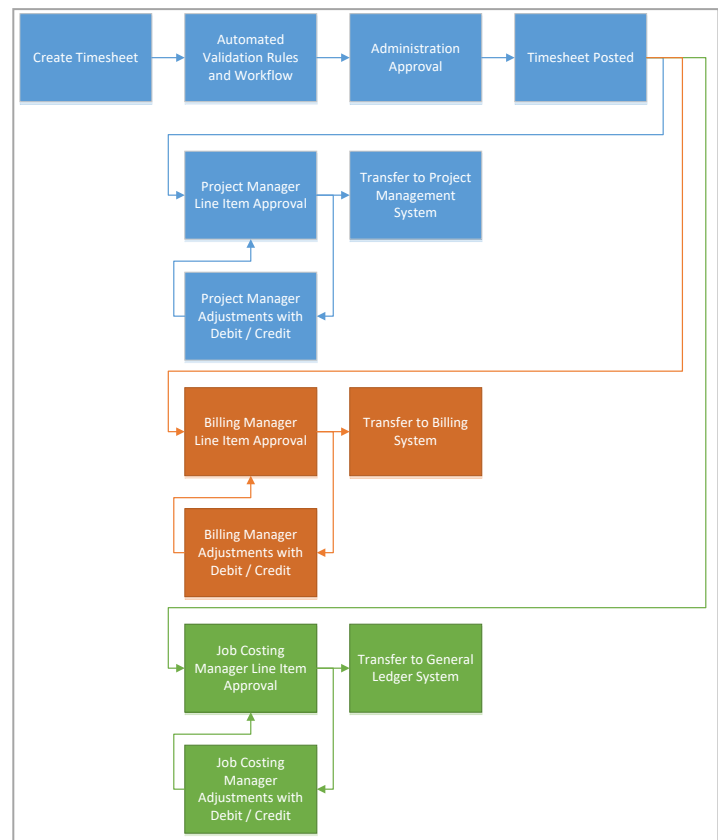 Create Timesheet
Automated
Validation Rules
and Workflow
Administration
Approval
Timesheet Posted
Project Manager
Line Item Approval
Transfer to Project
Management
System
Project Manager
Adjustments with
Debit / Credit
Billing Manager
Line Item Approval
Transfer to Billing
System
Billing Manager
Adjustments with
Debit / Credit
Job Costing
Manager Line Item
Approval
Transfer to General
Ledger System
Job Costing
Manager
Adjustments with
Debit / Credit